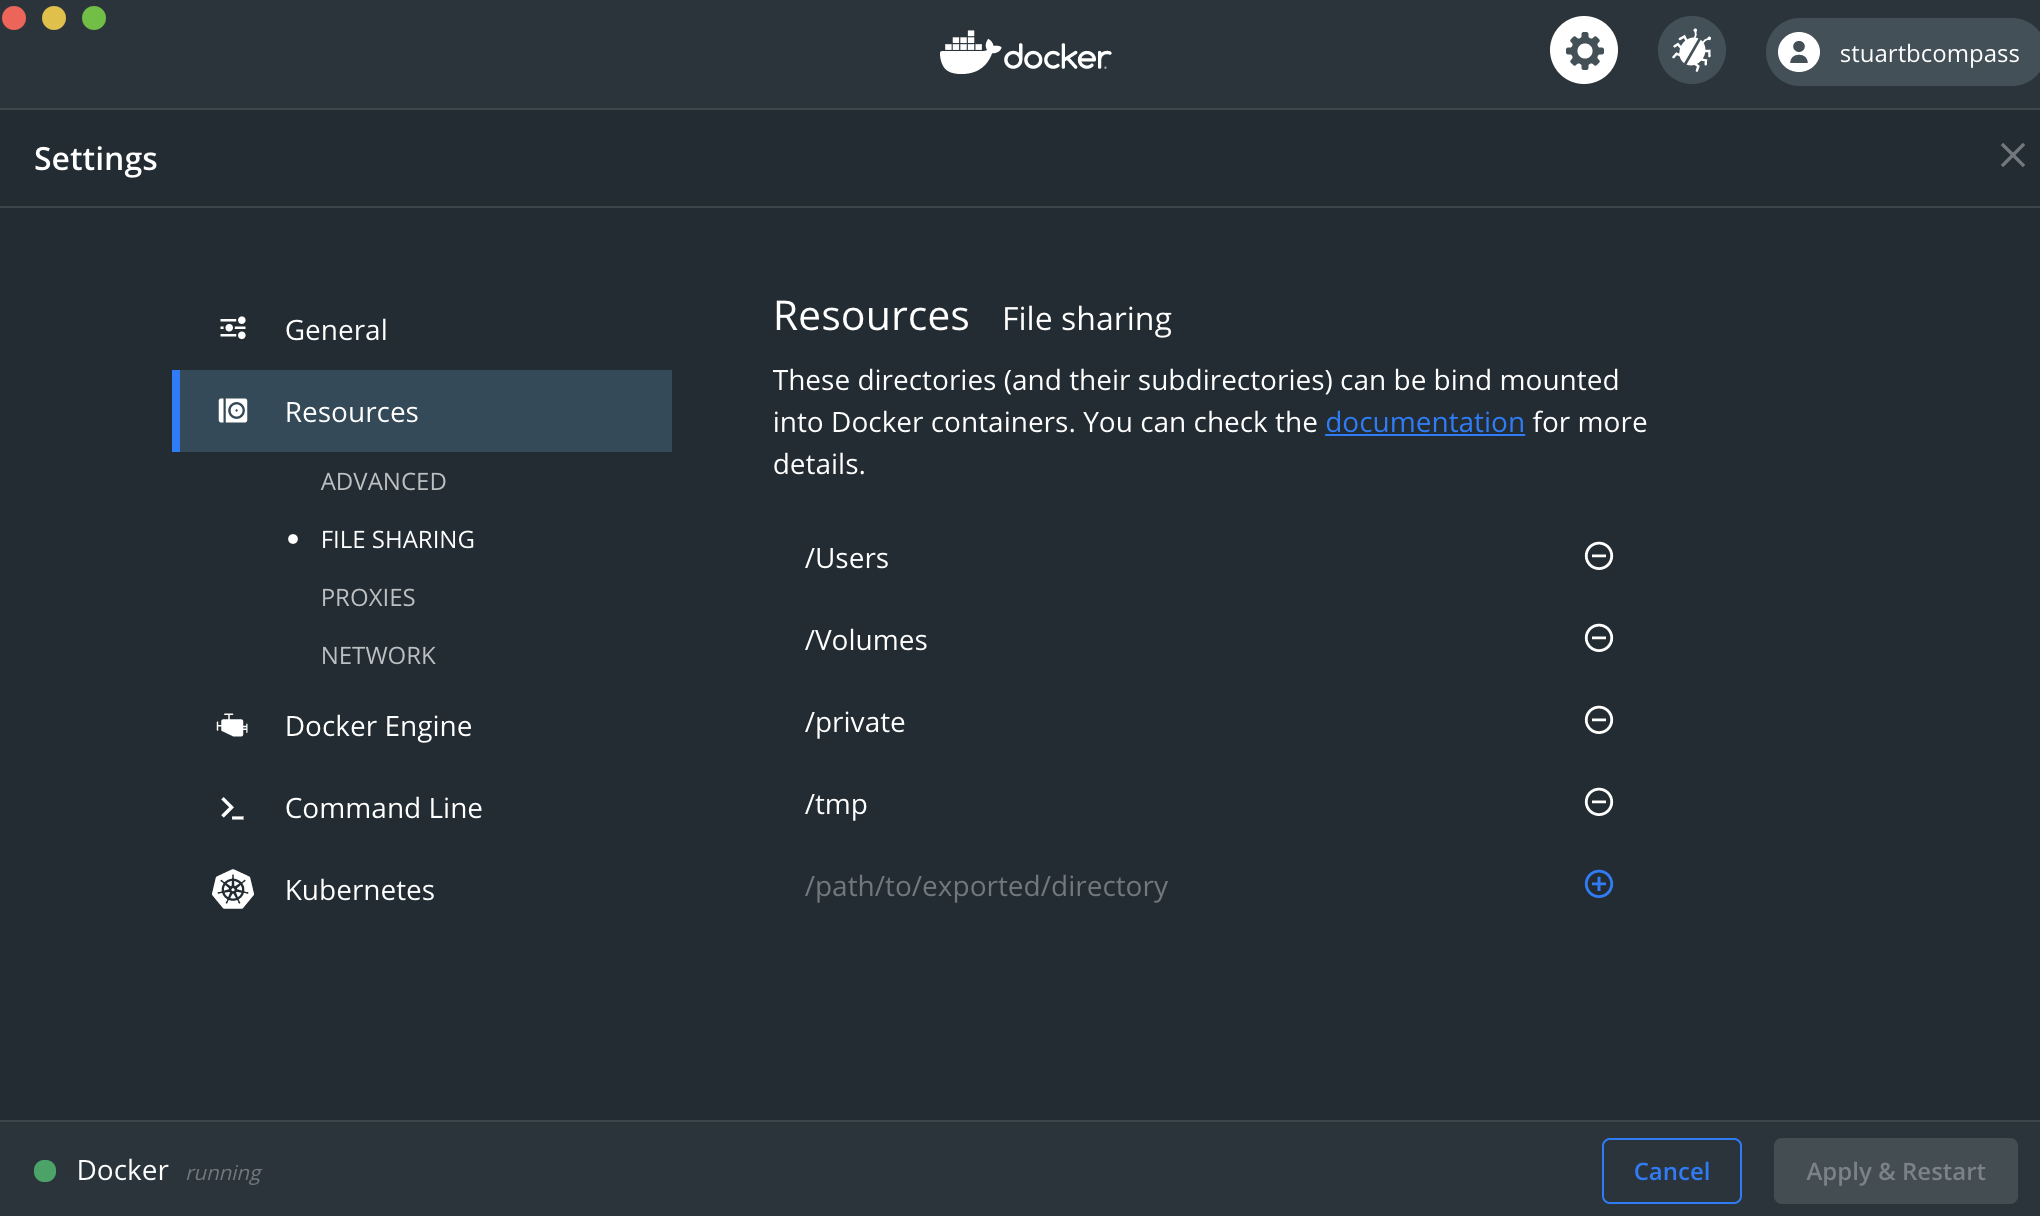 docker
stuartbcompass
Settings
General
Resources
ADVANCED
FILE SHARING
PROXIES
NETWORK
Docker Engine
Command Line
Kubernetes
Resources File sharing
These directories (and their subdirectories) can be bind mounted
into Docker containers. You can check the documentation for more
details.
/Users
/Volumes
/private
/tmp
/path/to/exported/directory
Docker running
Cancel
Apply & Restart